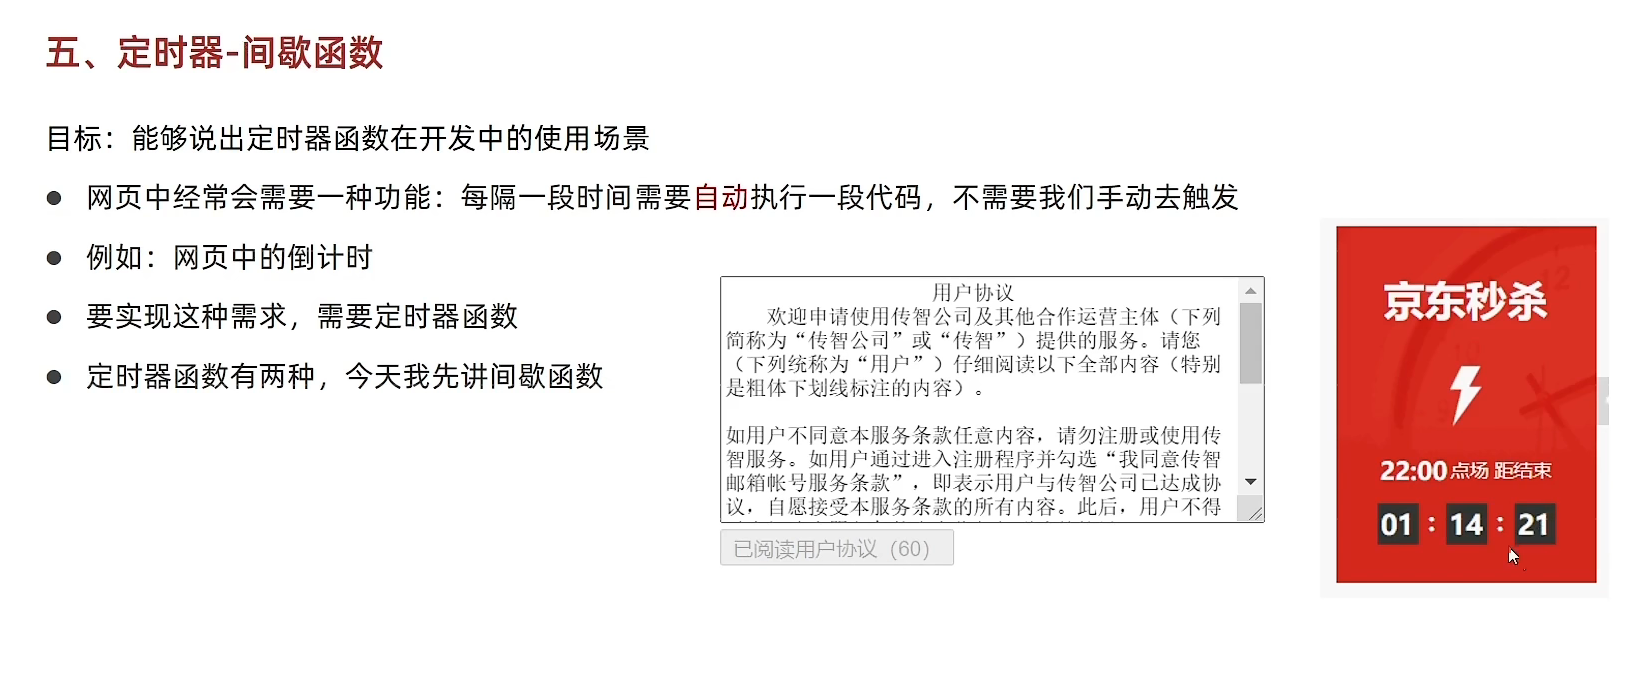 五、定时器-间歇函数
目标：能够说出定时器函数在开发中的使用场景
● 网页中经常会需要一种功能：每隔一段时间需要自动执行一段代码，不需要我们手动去触发
● 例如：网页中的倒计时
● 要实现这种需求，需要定时器函数
● 定时器函数有两种，今天我先讲间歇函数
用户协议
欢迎申请使用传智公司及其他合作运营主体（下列
简称为“传智公司”或“传智”）提供的服务。请您
（下列统称为“用户”）仔细阅读以下全部内容（特别
是粗体下划线标注的内容）。
如用户不同意本服务条款任意内容，请勿注册或使用传
智服务。如用户通过进入注册程序并勾选“我同意传智
邮箱帐号服务条款”，即表示用户与传智公司已达成协
议，自愿接受本服务条款的所有内容。此后，用户不得
已阅读用户协议（60）
京东秒杀
22:00点场 距结束
01 : 14 : 21